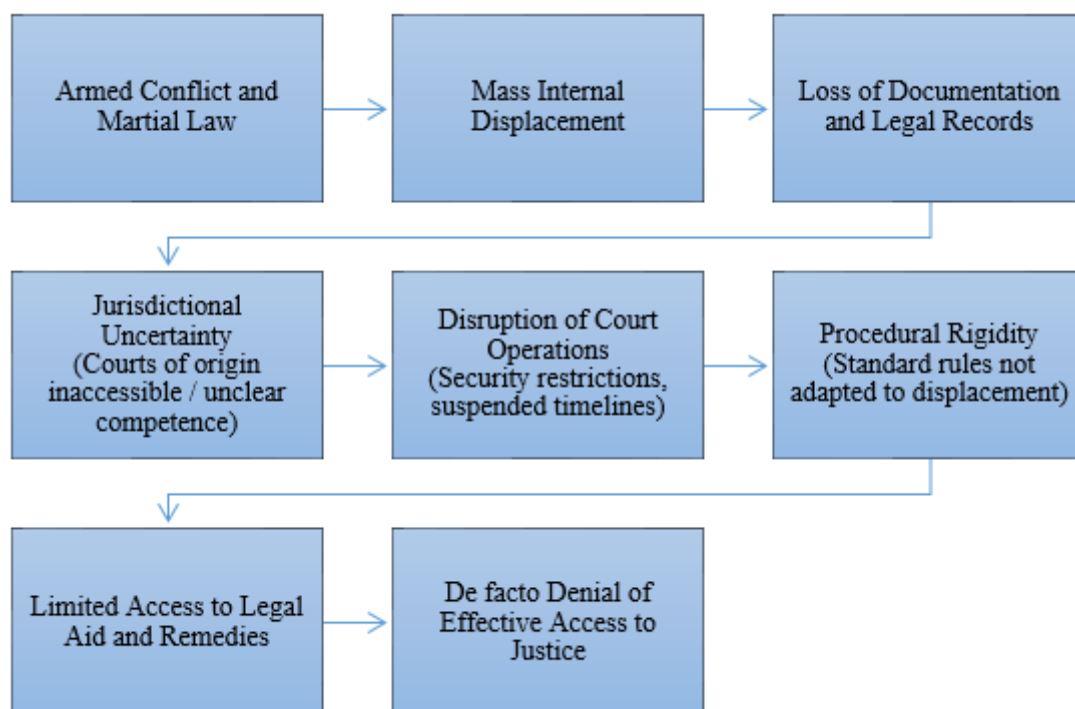 Armed Conflict and
Martial Law
Mass Internal
Displacement
Loss of Documentation
and Legal Records
Jurisdictional
Uncertainty
(Courts of origin
inaccessible / unclear
competence)
Disruption of Court
Operations
(Security restrictions,
suspended timelines)
Procedural Rigidity
(Standard rules not
adapted to displacement)
Limited Access to Legal
Aid and Remedies
De facto Denial of
Effective Access to
Justice